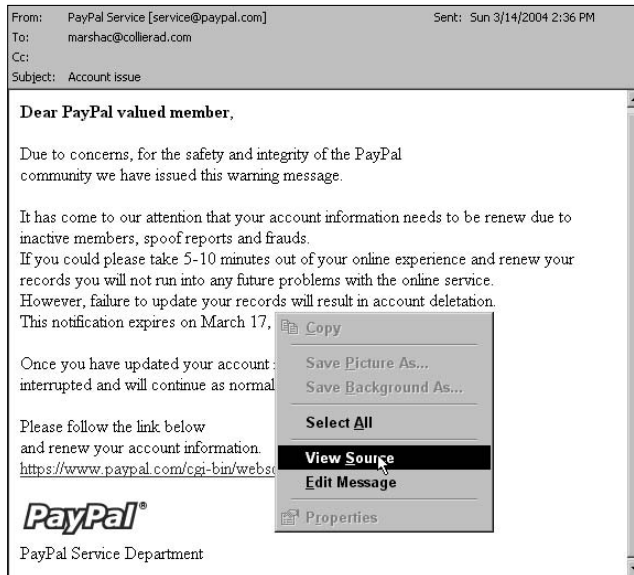 From: PayPal Service [service@paypal.com] Sent: Sun 3/14/2004 2:36 PM
To: marshac@collierad.com
Cc:
Subject: Account issue
Dear PayPal valued member,
Due to concerns, for the safety and integrity of the PayPal
community we have issued this warning message.
It has come to our attention that your account information needs to be renew due to
inactive members, spoof reports and frauds.
If you could please take 5-10 minutes out of your online experience and renew your
records you will not run into any future problems with the online service.
However, failure to update your records will result in account deletation.
This notification expires on March 17,
Once you have updated your account
interrupted and will continue as normal
Please follow the link below
and renew your account information.
https://www.paypal.com/cgi-bin/websc
Copy
Save Picture As...
Save Background As...
Select All
View Source
Edit Message
Properties
PayPal®
PayPal Service Department